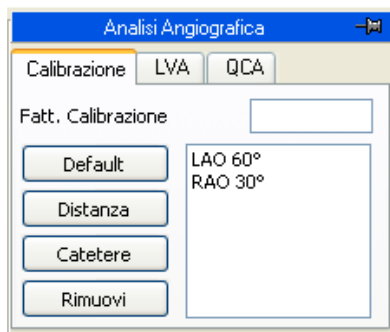 Analisi Angiografica
Calibrazione LVA QCA
Fatt. Calibrazione
Default
Distanza
Catetere
Rimuovi
LAO 60°
RAO 30°